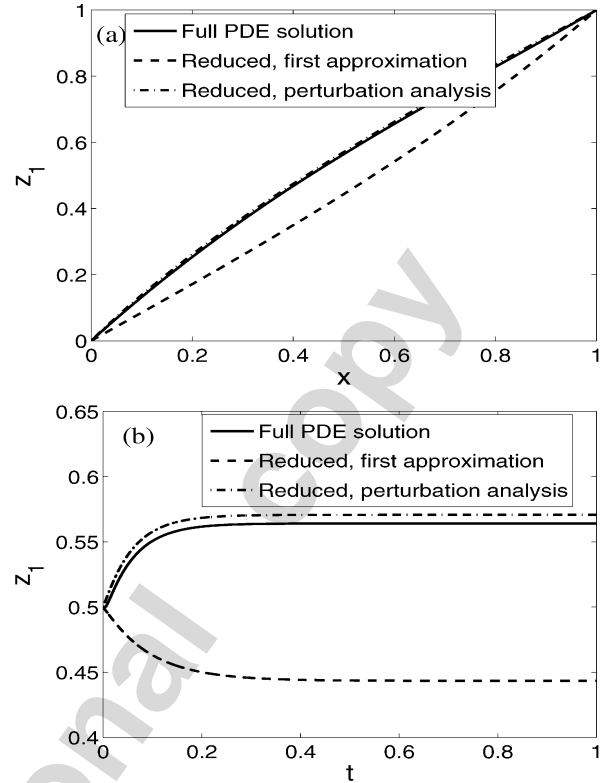 (a)
Full PDE solution
Reduced, first approximation
Reduced, perturbation analysis
1
0.8
0.6
0.4
0.2
0
z1
0 0.2 0.4 0.6 0.8 1
x
(b)
Full PDE solution
Reduced, first approximation
Reduced, perturbation analysis
0.65
0.6
0.55
0.5
0.45
0.4
z1
0 0.2 0.4 0.6 0.8 1
t
onal copy